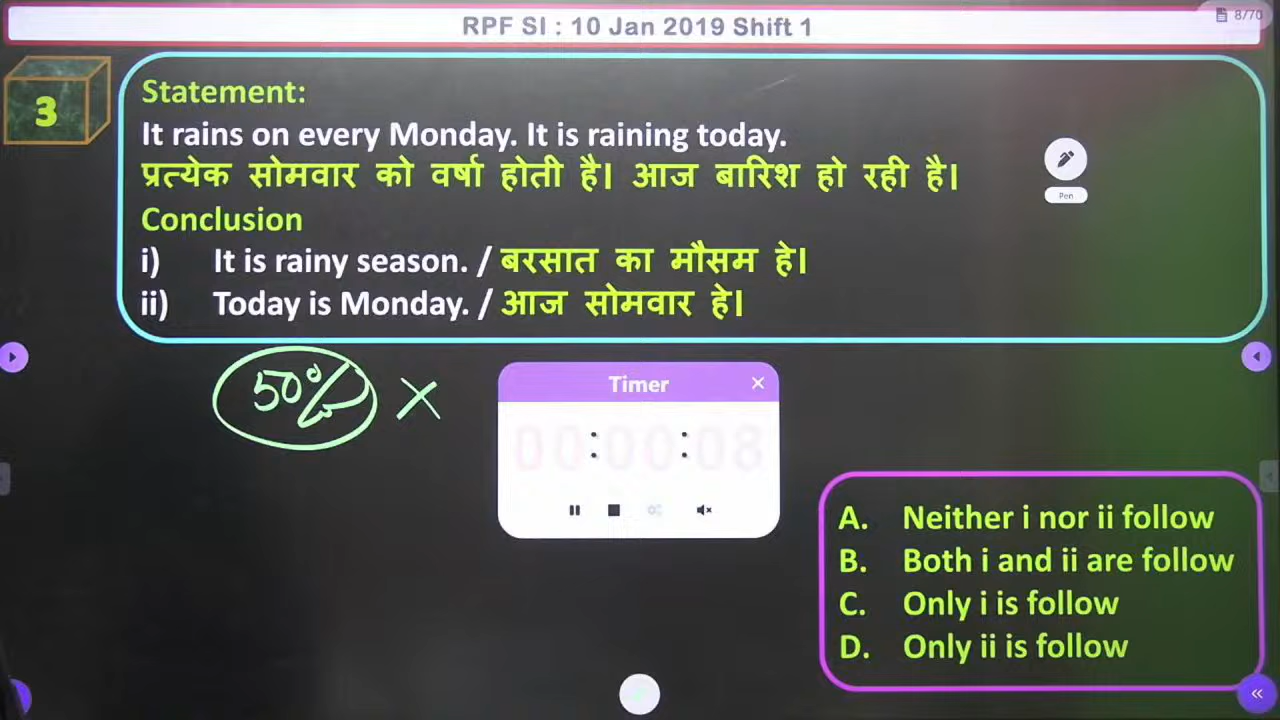 RPF SI : 10 Jan 2019 Shift 1
8/70
3
Statement:
It rains on every Monday. It is raining today.
प्रत्येक सोमवार को वर्षा होती है। आज बारिश हो रही है।
Pen
Conclusion
i) It is rainy season. / बरसात का मौसम हे।
ii) Today is Monday. / आज सोमवार हे।
50%
Timer
00:00:08
A. Neither i nor ii follow
B. Both i and ii are follow
C. Only i is follow
D. Only ii is follow